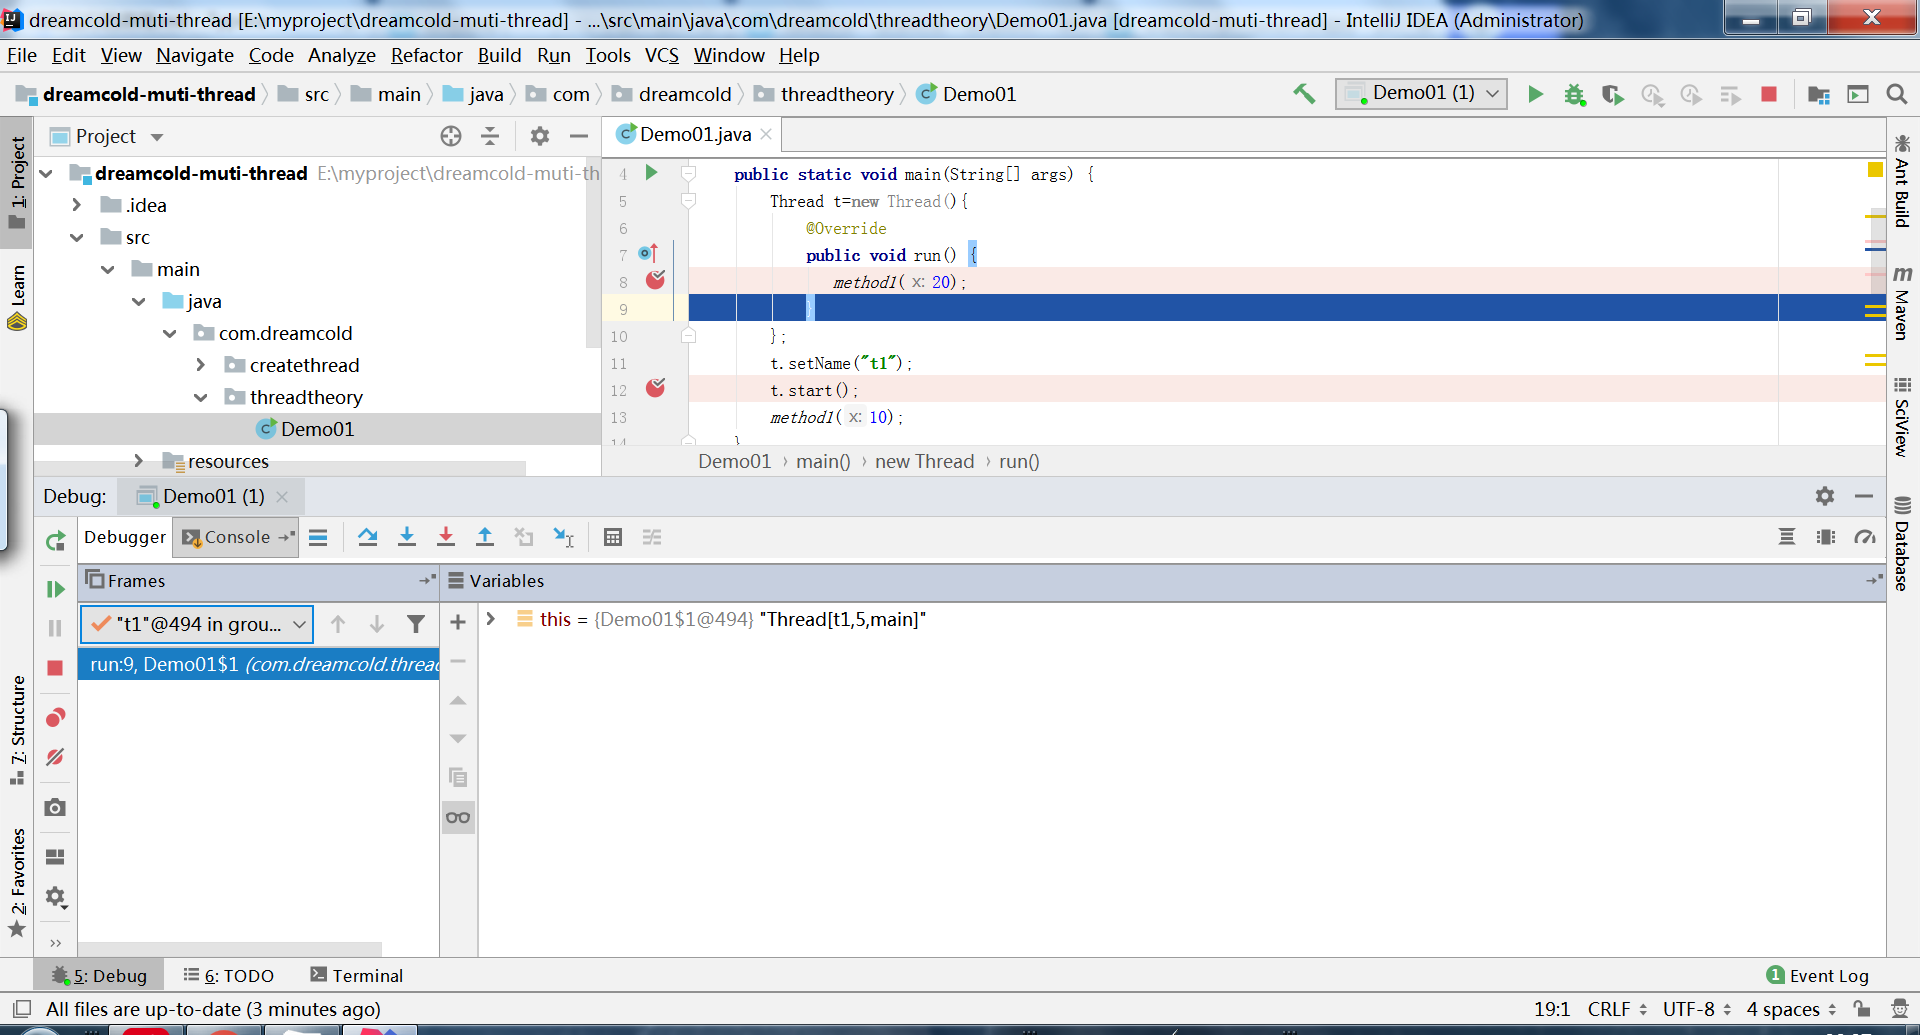 dreamcold-muti-thread [E:\myproject\dreamcold-muti-thread] - ...\src\main\java\com\dreamcold\threadtheory\Demo01.java [dreamcold-muti-thread] - IntelliJ IDEA (Administrator)
File Edit View Navigate Code Analyze Refactor Build Run Tools VCS Window Help
dreamcold-muti-thread src main java com dreamcold threadtheory Demo01
Demo01 (1)
1: Project
Learn
7: Structure
2: Favorites
Project
dreamcold-muti-thread E:\myproject\dreamcold-muti-th
.idea
src
main
java
com.dreamcold
createthread
threadtheory
Demo01
resources
Demo01.java
4 public static void main(String[] args) {
5 Thread t=new Thread(){
6 @Override
7 public void run() {
8 method1( x: 20);
9 }
10 };
11 t.setName("t1");
12 t.start();
13 method1( x: 10);
14 }
Demo01 › main() › new Thread › run()
Ant Build
Maven
SciView
Database
Debug: Demo01 (1)
Debugger Console
Frames
Variables
"t1"@494 in grou...
run:9, Demo01$1 (com.dreamcold.threa
this = {Demo01$1@494} "Thread[t1,5,main]"
5: Debug 6: TODO Terminal
1 Event Log
All files are up-to-date (3 minutes ago)
19:1 CRLF UTF-8 4 spaces